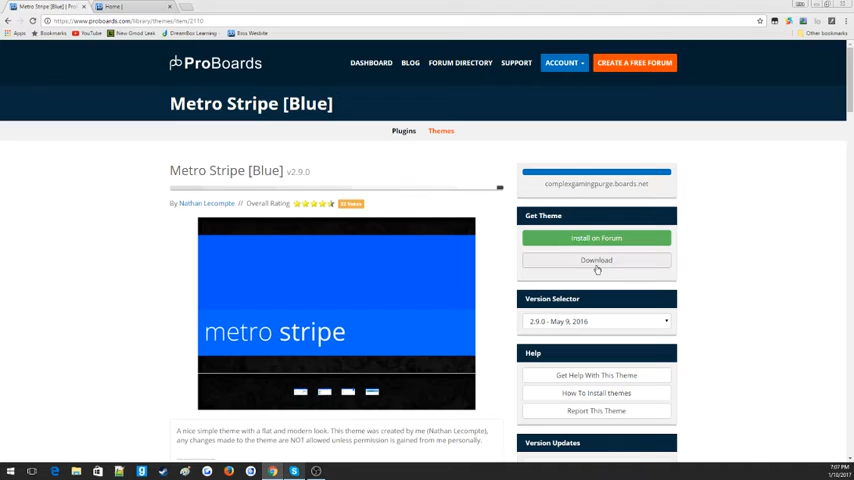 Metro Stripe [Blue] | Pro
Home |
https://www.proboards.com/library/themes/item/2110
Apps Bookmarks YouTube New Gmod Leak DreamBox Learning Boss Website Other bookmarks
ProBoards DASHBOARD BLOG FORUM DIRECTORY SUPPORT ACCOUNT CREATE A FREE FORUM
Metro Stripe [Blue]
Plugins Themes
Metro Stripe [Blue] v2.9.0
By Nathan Lecompte // Overall Rating
metro stripe
A nice simple theme with a flat and modern look. This theme was created by me (Nathan Lecompte),
any changes made to the theme are NOT allowed unless permission is gained from me personally.
complexgamingpurge.boards.net
Get Theme
Install on Forum
Download
Version Selector
2.9.0 - May 9, 2016
Help
Get Help With This Theme
How To Install themes
Report This Theme
Version Updates
7:07 PM
1/10/2017